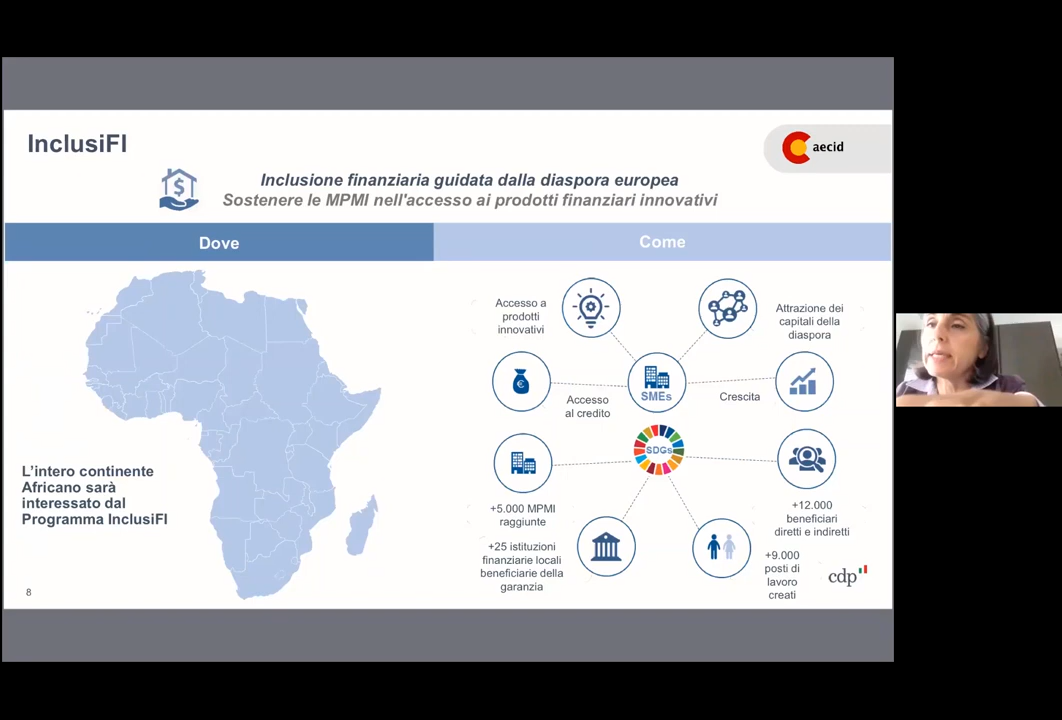 InclusiFI
aecid
Inclusione finanziaria guidata dalla diaspora europea
Sostenere le MPMI nell'accesso ai prodotti finanziari innovativi
Dove
Come
L'intero continente
Africano sarà
interessato dal
Programma InclusiFI
Accesso a
prodotti
innovativi
Attrazione dei
capitali della
diaspora
Accesso
al credito
SMEs
Crescita
SDGs
+5.000 MPMI
raggiunte
+12.000
beneficiari
diretti e indiretti
+25 istituzioni
finanziarie locali
beneficiarie della
garanzia
+9.000
posti di
lavoro
creati
cdp
8